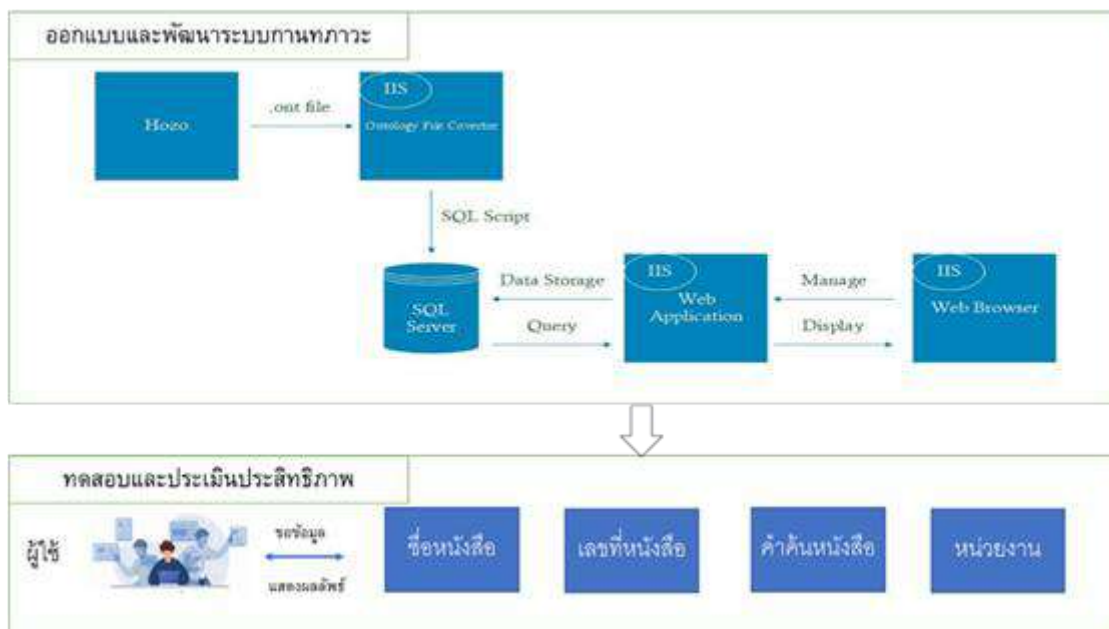 ออกแบบและพัฒนาระบบกานทภาวะ
IIS
.ont file
Hozo
Ontology File Covertor
SQL Script
IIS
IIS
Data Storage
Manage
SQL
Server
Web
Application
Web Browser
Query
Display
ทดสอบและประเมินประสิทธิภาพ
ผู้ใช้
ขอข้อมูล
แสดงผลลัพธ์
ชื่อหนังสือ
เลขที่หนังสือ
คำค้นหนังสือ
หน่วยงาน